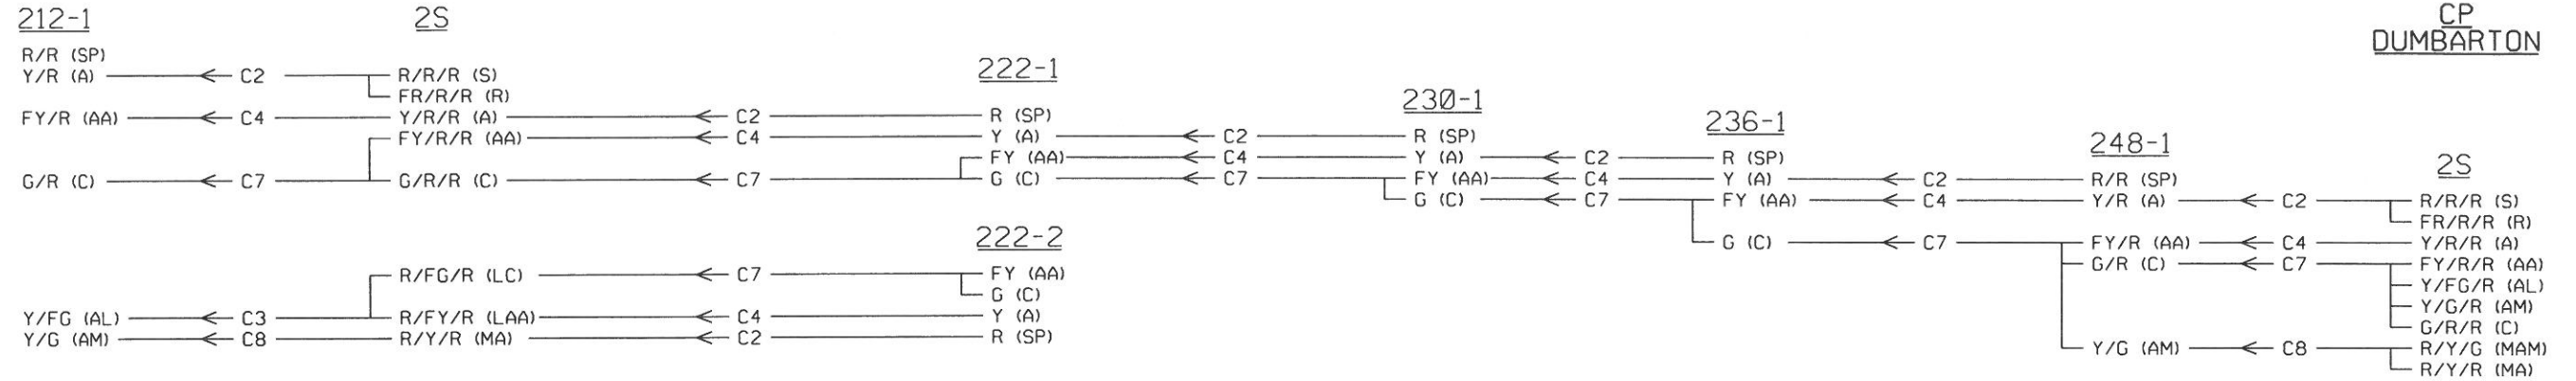 212-1
R/R (SP)
Y/R (A) C2
FY/R (AA) C4
G/R (C) C7
Y/FG (AL) C3
Y/G (AM) C8
2S
R/R/R (S)
FR/R/R (R)
Y/R/R (A) C2
FY/R/R (AA) C4
G/R/R (C) C7
R/FG/R (LC) C7
R/FY/R (LAA) C4
R/Y/R (MA) C2
222-1
R (SP)
Y (A) C2
FY (AA) C4
G (C) C7
222-2
FY (AA)
G (C)
Y (A)
R (SP)
230-1
R (SP)
Y (A) C2
FY (AA) C4
G (C) C7
236-1
R (SP)
Y (A) C2
FY (AA) C4
G (C) C7
248-1
R/R (SP)
Y/R (A) C2
FY/R (AA) C4
G/R (C) C7
Y/G (AM) C8
CP
DUMBARTON
2S
R/R/R (S)
FR/R/R (R)
Y/R/R (A)
FY/R/R (AA)
Y/FG/R (AL)
Y/G/R (AM)
G/R/R (C)
R/Y/G (MAM)
R/Y/R (MA)